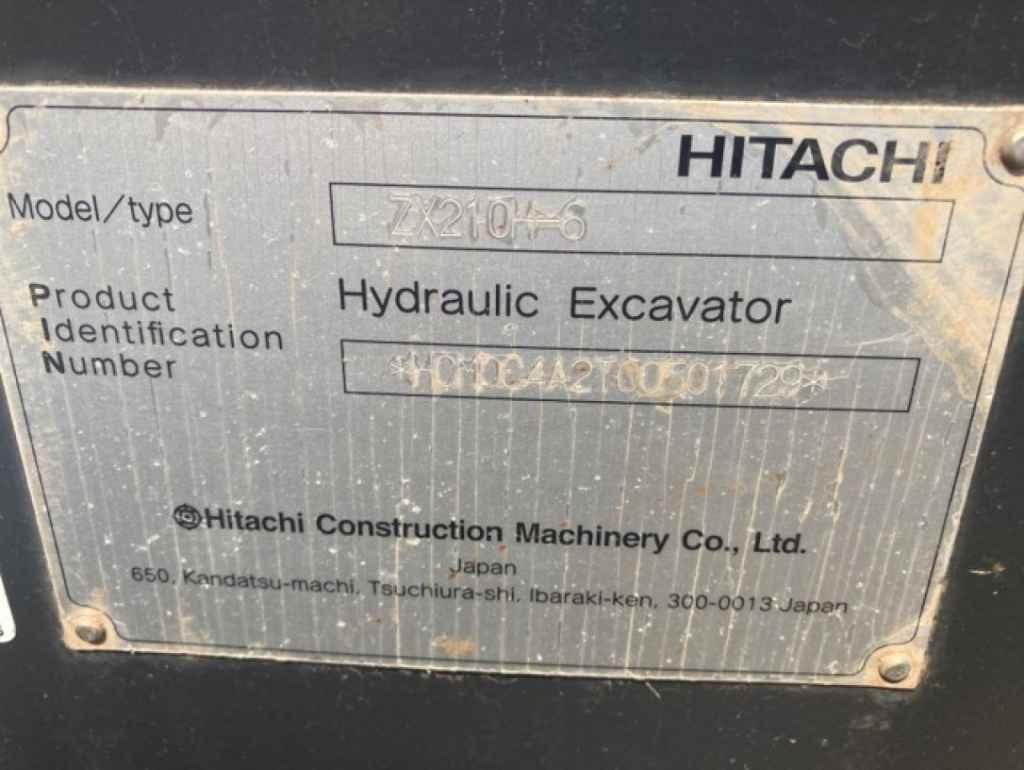 HITACHI
Model/type ZX210H-6
Hydraulic Excavator
Product
Identification
Number
*HCMDC4A2T00501729*
Hitachi Construction Machinery Co., Ltd.
Japan
650, Kandatsu-machi, Tsuchiura-shi, Ibaraki-ken, 300-0013 Japan